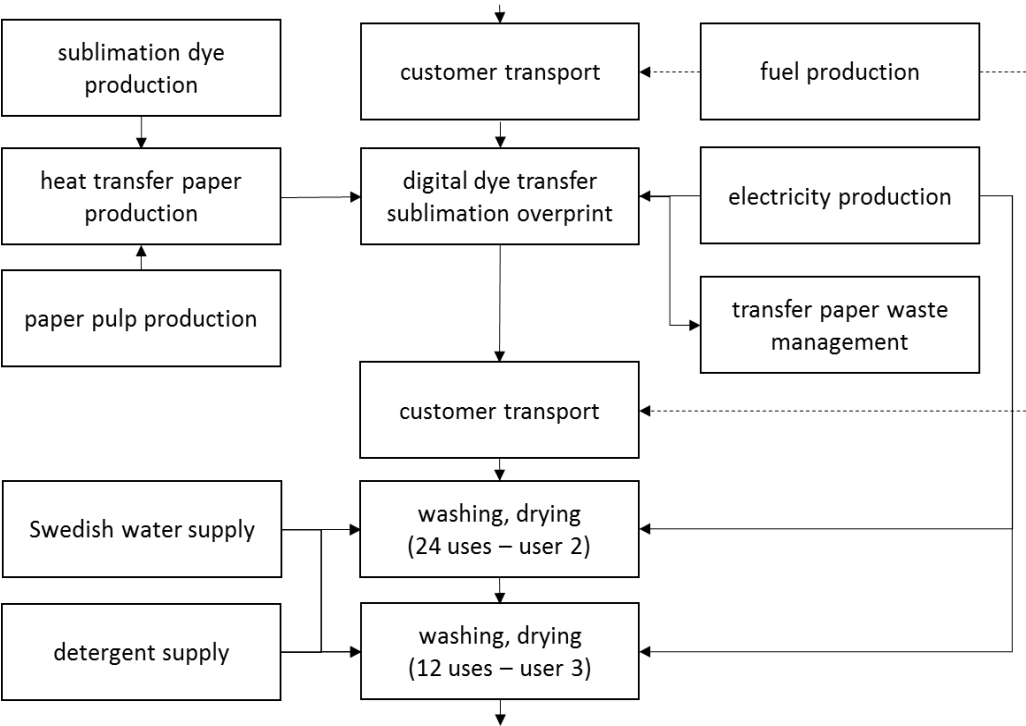 sublimation dye
production
customer transport
fuel production
heat transfer paper
production
digital dye transfer
sublimation overprint
electricity production
paper pulp production
transfer paper waste
management
customer transport
Swedish water supply
washing, drying
(24 uses – user 2)
detergent supply
washing, drying
(12 uses – user 3)